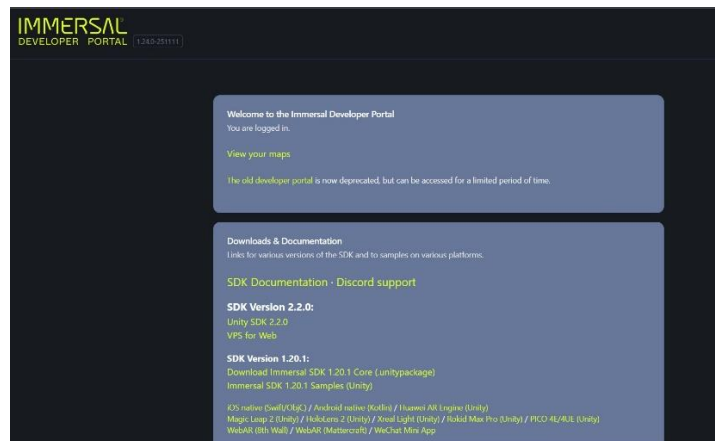 IMMERSAL
DEVELOPER PORTAL 1.28.0-251111
Welcome to the Immersal Developer Portal
You are logged in.
View your maps
The old developer portal is now deprecated, but can be accessed for a limited period of time.
Downloads & Documentation
Links for various versions of the SDK and to samples on various platforms.
SDK Documentation · Discord support
SDK Version 2.2.0:
Unity SDK 2.2.0
VPS for Web
SDK Version 1.20.1:
Download Immersal SDK 1.20.1 Core (.unitypackage)
Immersal SDK 1.20.1 Samples (Unity)
iOS native (Swift/ObjC) / Android native (Kotlin) / Huawei AR Engine (Unity)
Magic Leap 2 (Unity) / HoloLens 2 (Unity) / Xreal Light (Unity) / Rokid Max Pro (Unity) / PICO 4E/4UE (Unity)
WebAR (8th Wall) / WebAR (Mattercraft) / WeChat Mini App